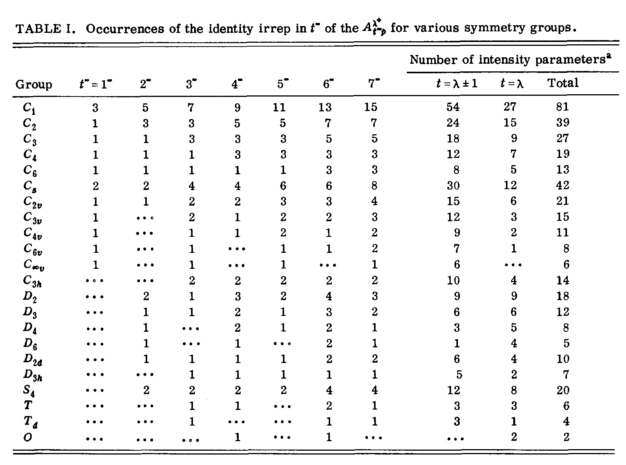 TABLE I. Occurrences of the identity irrep in t⁻ of the A^{λ⁺}_{t⁻p} for various symmetry groups.
Number of intensity parametersᵃ
Group t⁻ = 1⁻ 2⁻ 3⁻ 4⁻ 5⁻ 6⁻ 7⁻ t = λ ± 1 t = λ Total
C₁ 3 5 7 9 11 13 15 54 27 81
C₂ 1 3 3 5 5 7 7 24 15 39
C₃ 1 1 3 3 3 5 5 18 9 27
C₄ 1 1 1 3 3 3 3 12 7 19
C₆ 1 1 1 1 1 3 3 8 5 13
Cₛ 2 2 4 4 6 6 8 30 12 42
C₂ᵥ 1 1 2 2 3 3 4 15 6 21
C₃ᵥ 1 ... 2 1 2 2 3 12 3 15
C₄ᵥ 1 ... 1 1 2 1 2 9 2 11
C₆ᵥ 1 ... 1 ... 1 1 2 7 1 8
C∞ᵥ 1 ... 1 ... 1 ... 1 6 ... 6
C₃ₕ ... ... 2 2 2 2 2 10 4 14
D₂ ... 2 1 3 2 4 3 9 9 18
D₃ ... 1 1 2 1 3 2 6 6 12
D₄ ... 1 ... 2 1 2 1 3 5 8
D₆ ... 1 ... 1 ... 2 1 1 4 5
D₂d ... 1 1 1 1 2 2 6 4 10
D₃ₕ ... ... 1 1 1 1 1 5 2 7
S₄ ... 2 2 2 2 4 4 12 8 20
T ... ... 1 1 ... 2 1 3 3 6
T_d ... ... 1 ... ... 1 1 3 1 4
O ... ... ... 1 ... 1 ... ... 2 2